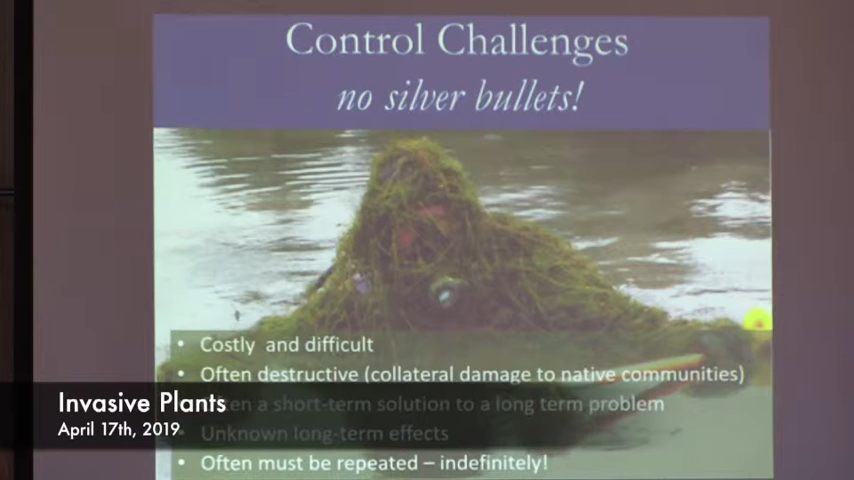 Control Challenges
no silver bullets!
• Costly and difficult
• Often destructive (collateral damage to native communities)
• Often a short-term solution to a long term problem
• Unknown long-term effects
• Often must be repeated – indefinitely!
Invasive Plants
April 17th, 2019